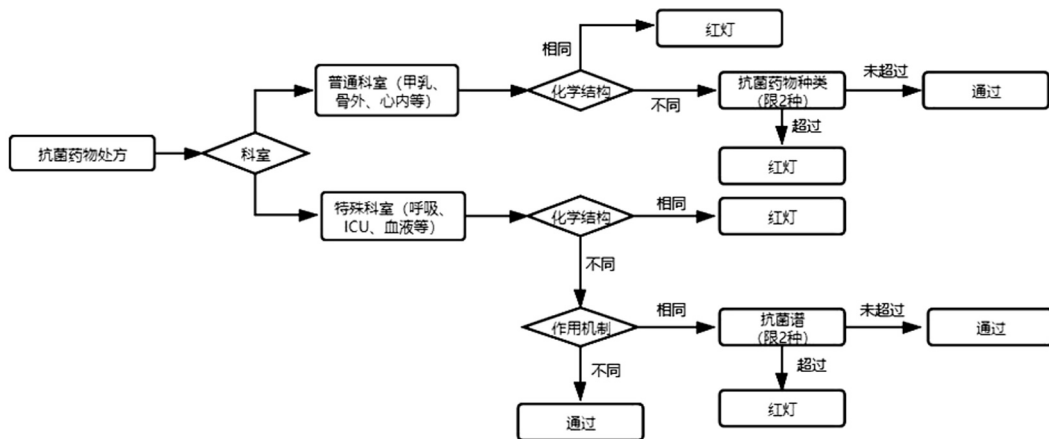 红灯
相同
普通科室（甲乳、
骨外、心内等）
化学结构
不同
抗菌药物种类
（限2种）
未超过
通过
超过
红灯
抗菌药物处方
科室
特殊科室（呼吸、
ICU、血液等）
化学结构
相同
红灯
不同
作用机制
相同
抗菌谱
（限2种）
未超过
通过
超过
红灯
不同
通过